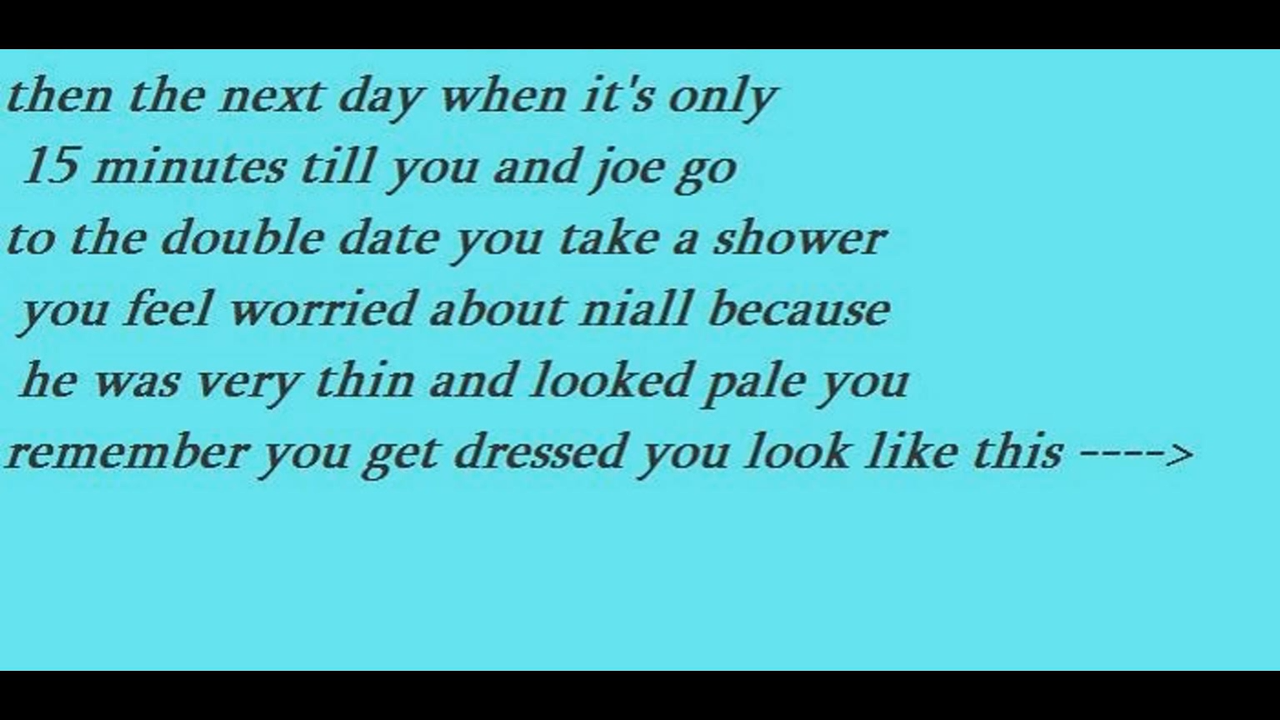 then the next day when it's only
15 minutes till you and joe go
to the double date you take a shower
you feel worried about niall because
he was very thin and looked pale you
remember you get dressed you look like this ---->